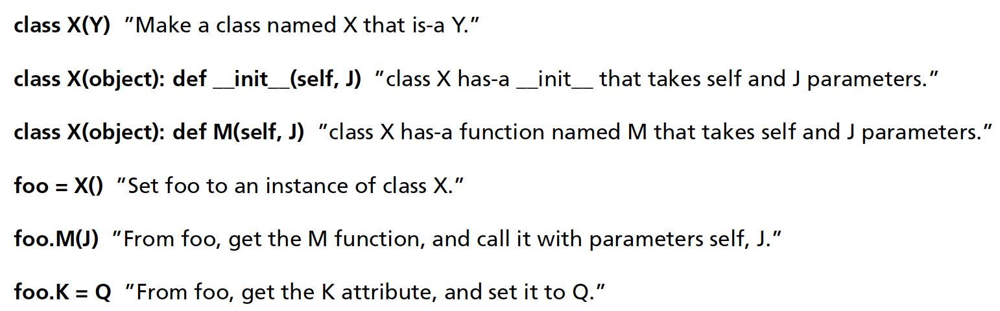 class X(Y) ”Make a class named X that is-a Y.”
class X(object): def __init__(self, J) ”class X has-a __init__ that takes self and J parameters.”
class X(object): def M(self, J) ”class X has-a function named M that takes self and J parameters.”
foo = X() ”Set foo to an instance of class X.”
foo.M(J) ”From foo, get the M function, and call it with parameters self, J.”
foo.K = Q ”From foo, get the K attribute, and set it to Q.”